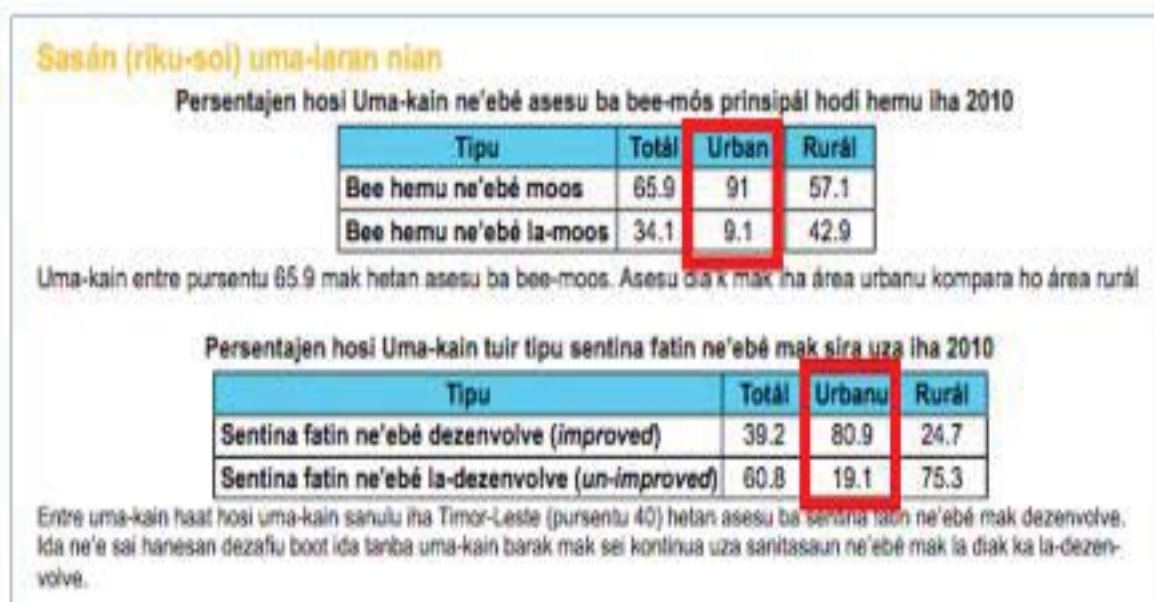 Sasán (riku-soi) uma-laran nian
Persentajen hosi Uma-kain ne'ebé asesu ba bee-mós prinsipál hodi hemu iha 2010
Tipu Totál Urban Rurál
Bee hemu ne'ebé moos 65.9 91 57.1
Bee hemu ne'ebé la-moos 34.1 9.1 42.9
Uma-kain entre pursentu 65.9 mak hetan asesu ba bee-moos. Asesu dia'k mak iha área urbanu kompara ho área rurál
Persentajen hosi Uma-kain tuir tipu sentina fatin ne'ebé mak sira uza iha 2010
Tipu Totál Urbanu Rurál
Sentina fatin ne'ebé dezenvolve (improved) 39.2 80.9 24.7
Sentina fatin ne'ebé la-dezenvolve (un-improved) 60.8 19.1 75.3
Entre uma-kain haat hosi uma-kain sanulu iha Timor-Leste (pursentu 40) hetan asesu ba sentina fatin ne'ebé mak dezenvolve.
Ida ne'e sai hanesan dezafiu boot ida tanba uma-kain barak mak sei kontinua uza sanitasaun ne'ebé mak la diak ka la-dezen-
volve.